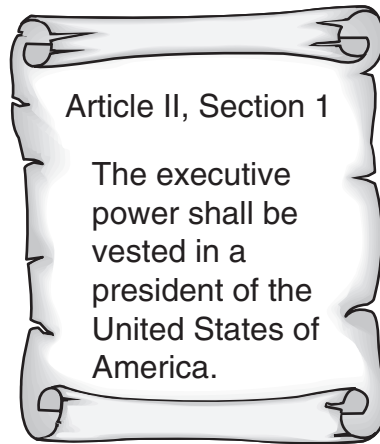 Article II, Section 1
The executive
power shall be
vested in a
president of the
United States of
America.